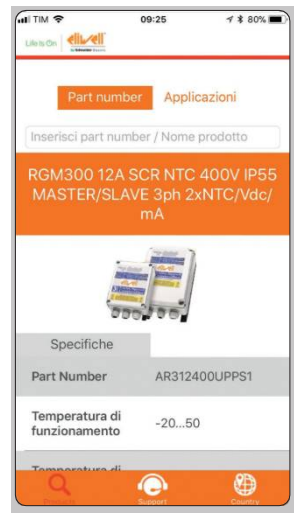 TIM
09:25
80%
Life Is On
eliwell
by Schneider Electric
Part number
Applicazioni
Inserisci part number / Nome prodotto
RGM300 12A SCR NTC 400V IP55
MASTER/SLAVE 3ph 2xNTC/Vdc/
mA
Specifiche
Part Number
AR312400UPPS1
Temperatura di
funzionamento
-20...50
Temperatura di
Products
Support
Country